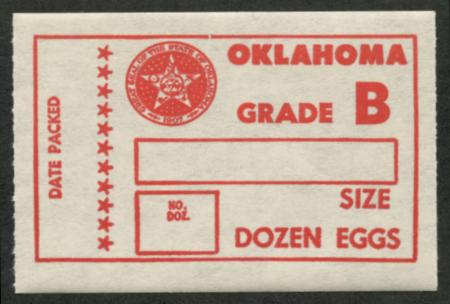 DATE PACKED
GREAT SEAL OF THE STATE OF OKLAHOMA
1907
OKLAHOMA
GRADE B
SIZE
NO.
DOZ.
DOZEN EGGS